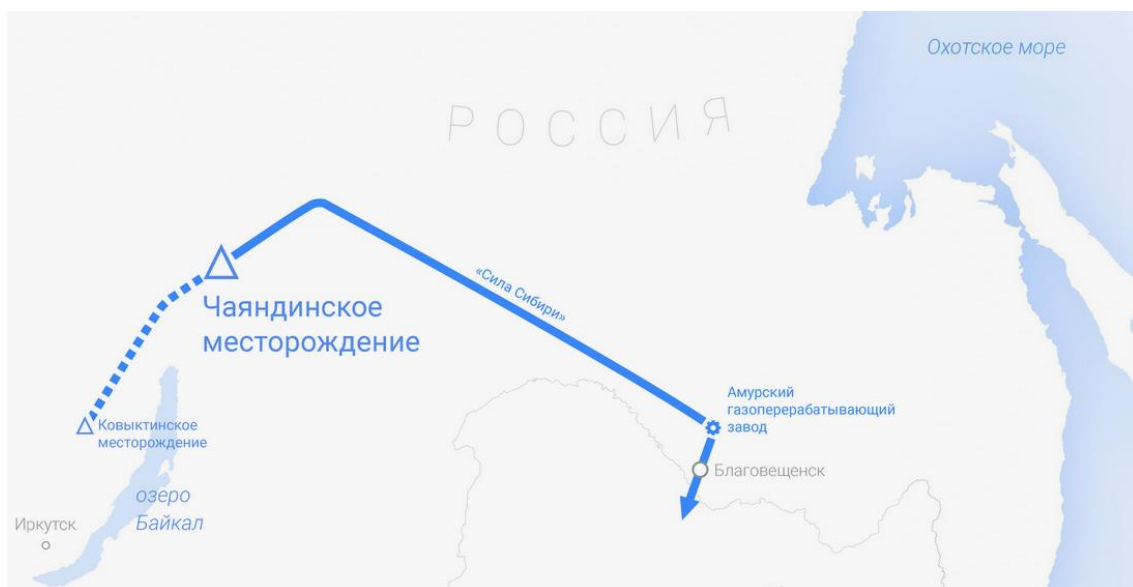 Охотское море
РОССИЯ
«Сила Сибири»
Чаяндинское
месторождение
Амурский
газоперерабатывающий
завод
Ковыктинское
месторождение
Благовещенск
озеро
Байкал
Иркутск